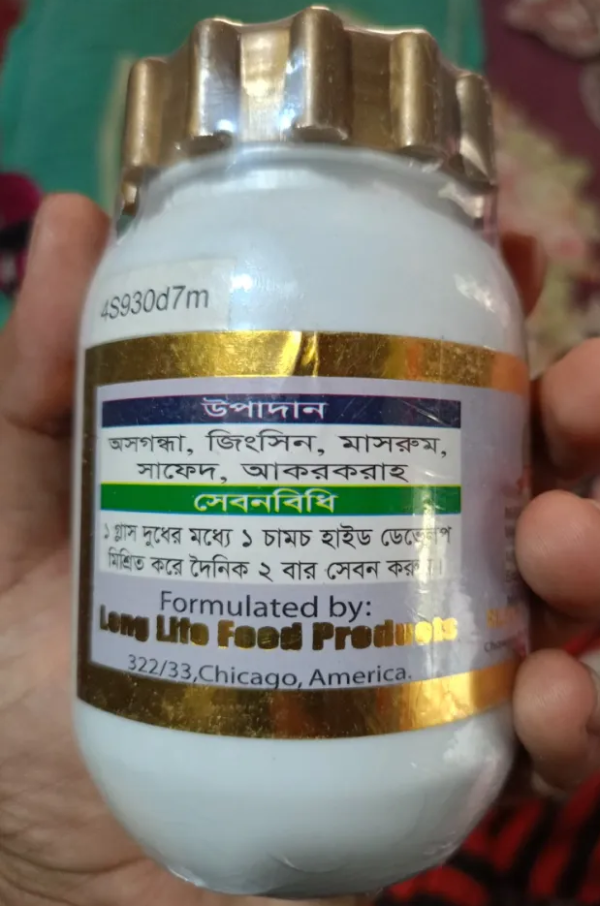 4S930d7m
উপাদান
অসগন্ধা, জিংসিন, মাসরুম,
সাফেদ, আকরকরাহ
সেবনবিধি
১ গ্লাস দুধের মধ্যে ১ চামচ হাইড
মিশ্রিত করে দৈনিক ২ বার সেবন
Formulated by:
Long Life Food Products
322/33,Chicago, America.